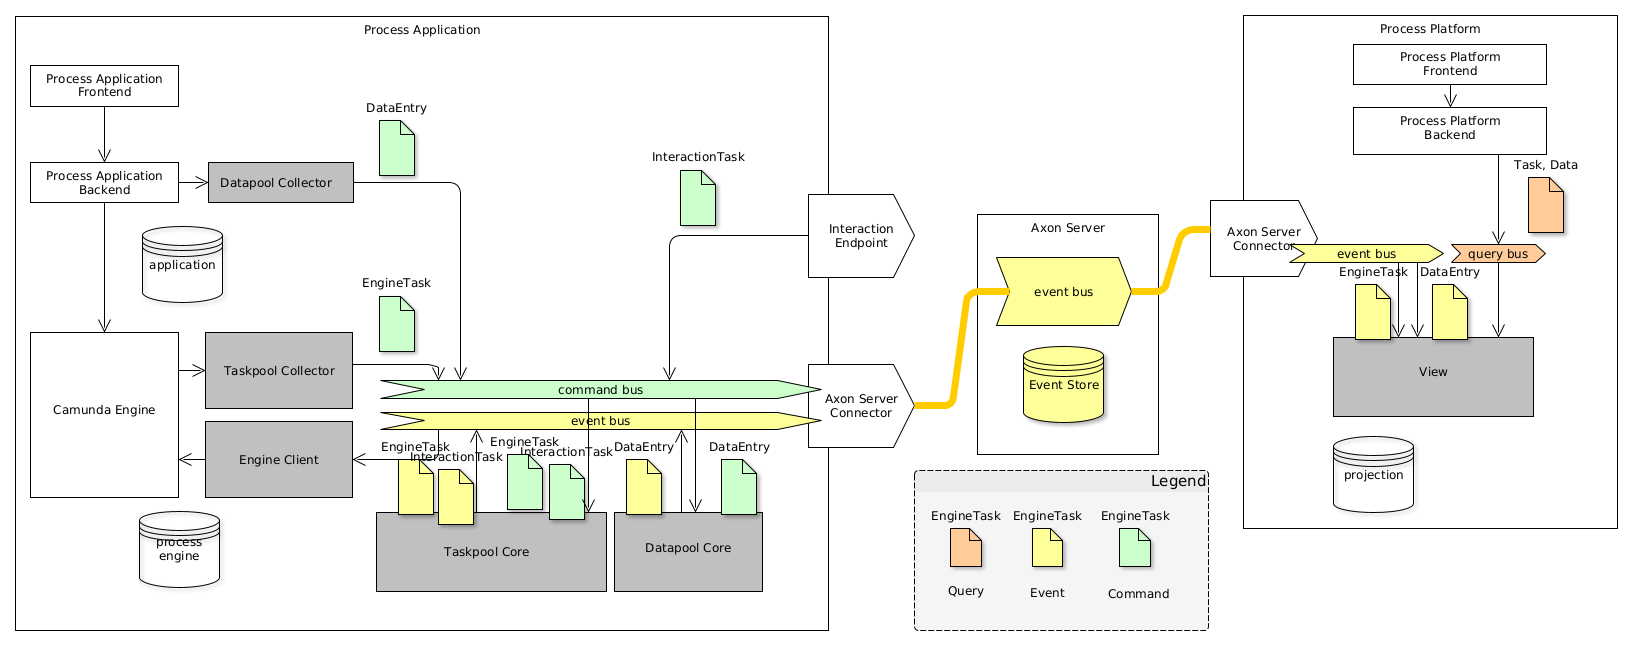 Process Application
Process Application
Frontend
DataEntry
Process Application
Backend
Datapool Collector
InteractionTask
application
Interaction
Endpoint
EngineTask
Camunda Engine
Taskpool Collector
command bus
event bus
Axon Server
Connector
Engine Client
EngineTask
InteractionTask
EngineTask
InteractionTask
DataEntry
DataEntry
process
engine
Taskpool Core
Datapool Core
Axon Server
event bus
Event Store
Legend
EngineTask
EngineTask
EngineTask
Query
Event
Command
Process Platform
Process Platform
Frontend
Process Platform
Backend
Task, Data
Axon Server
Connector
event bus
query bus
EngineTask
DataEntry
View
projection